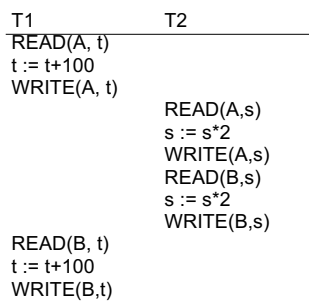 T1 T2
READ(A, t)
t := t+100
WRITE(A, t)
READ(A,s)
s := s*2
WRITE(A,s)
READ(B,s)
s := s*2
WRITE(B,s)
READ(B, t)
t := t+100
WRITE(B,t)